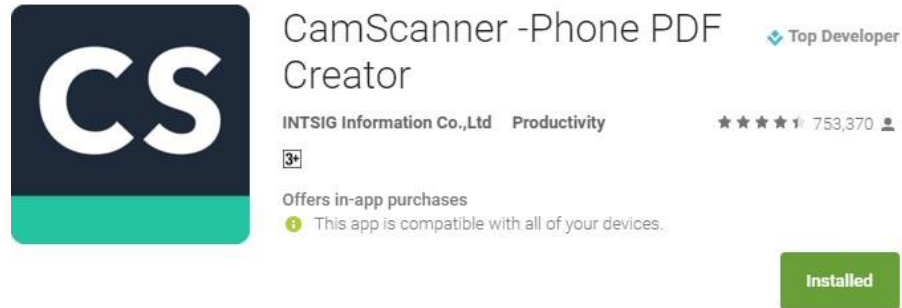 CS
CamScanner -Phone PDF
Creator
Top Developer
INTSIG Information Co.,Ltd Productivity
753,370
3+
Offers in-app purchases
This app is compatible with all of your devices.
Installed